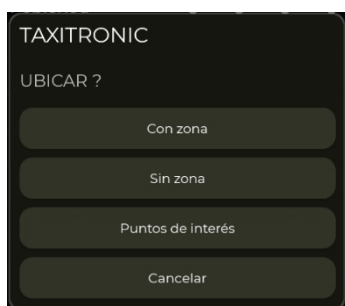 TAXITRONIC
UBICAR ?
Con zona
Sin zona
Puntos de interés
Cancelar